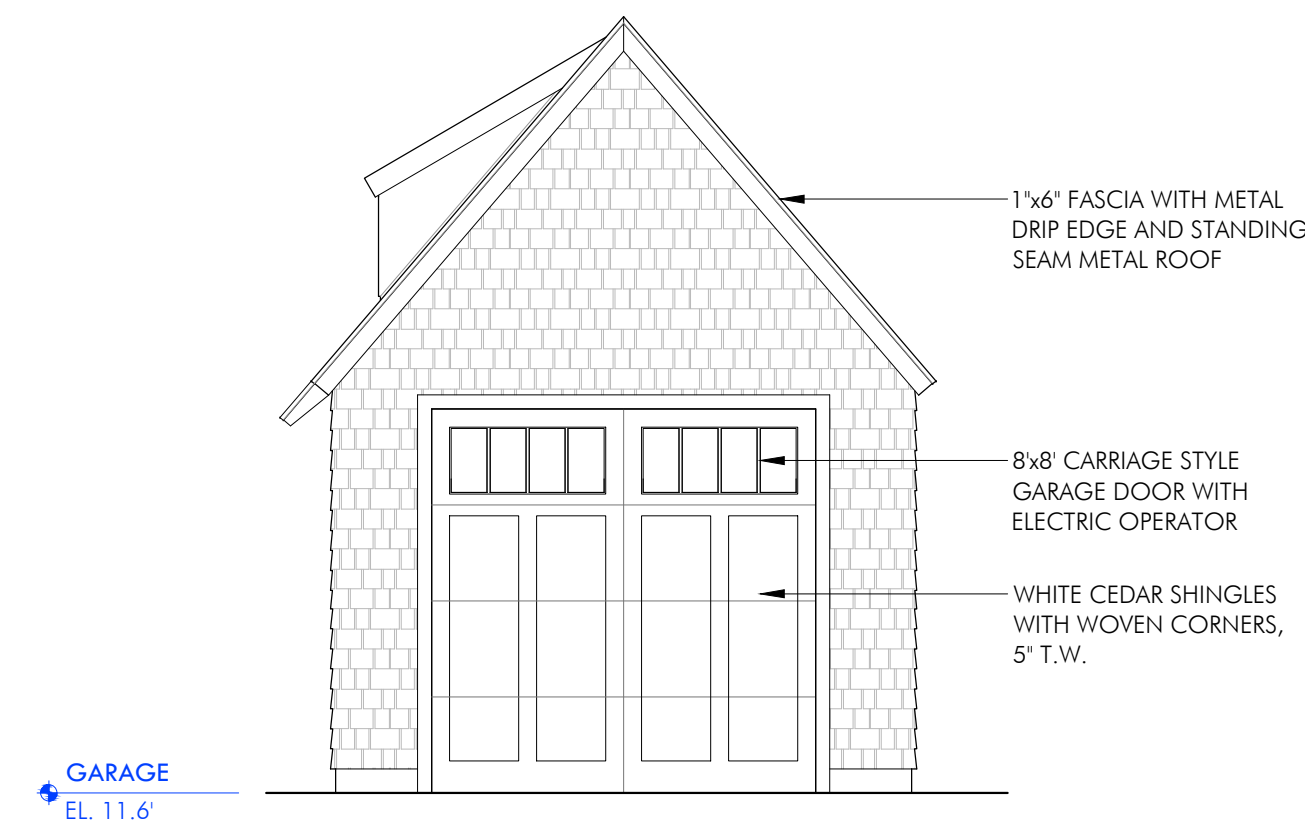 1"x6" FASCIA WITH METAL
DRIP EDGE AND STANDING
SEAM METAL ROOF
8'x8' CARRIAGE STYLE
GARAGE DOOR WITH
ELECTRIC OPERATOR
WHITE CEDAR SHINGLES
WITH WOVEN CORNERS,
5" T.W.
GARAGE
EL. 11.6'